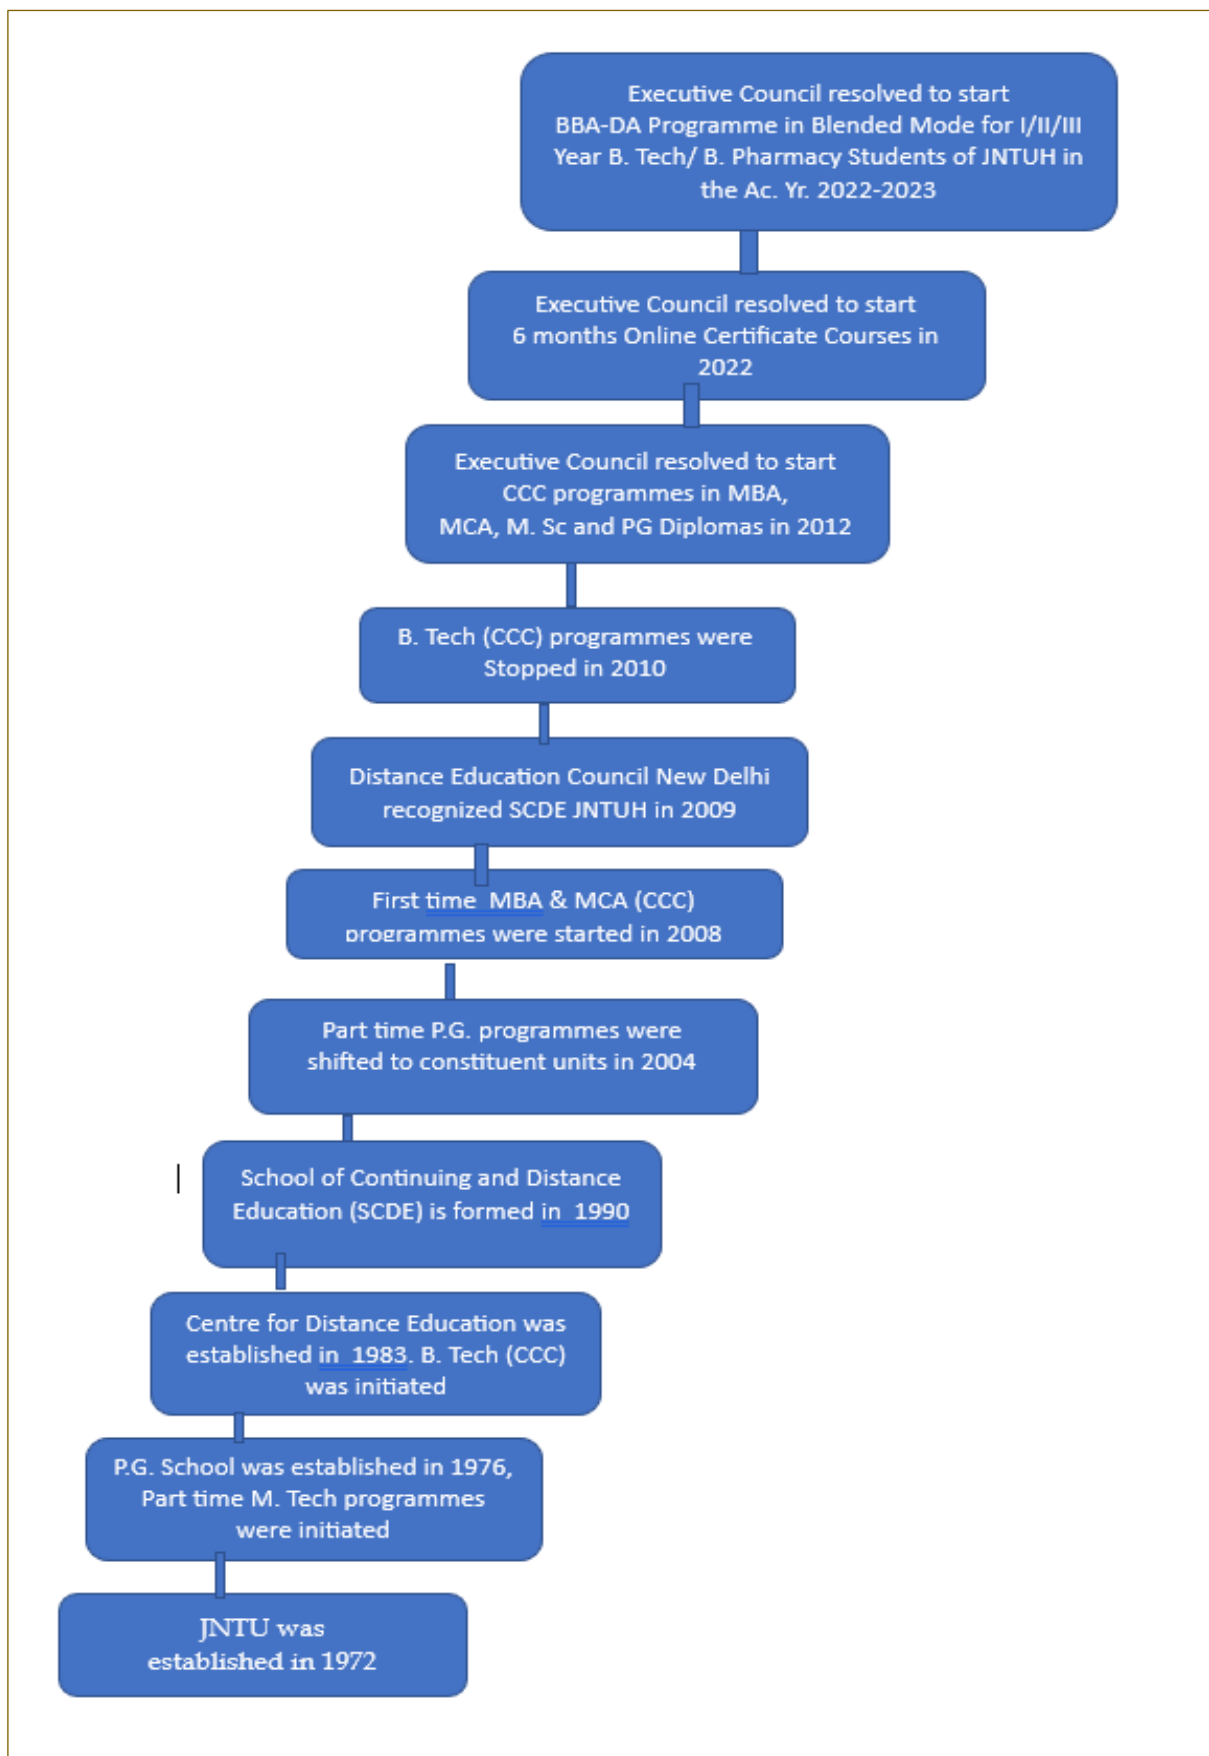 Executive Council resolved to start
BBA-DA Programme in Blended Mode for I/II/III
Year B. Tech/ B. Pharmacy Students of JNTUH in
the Ac. Yr. 2022-2023
Executive Council resolved to start
6 months Online Certificate Courses in
2022
Executive Council resolved to start
CCC programmes in MBA,
MCA, M. Sc and PG Diplomas in 2012
B. Tech (CCC) programmes were
Stopped in 2010
Distance Education Council New Delhi
recognized SCDE JNTUH in 2009
First time  MBA & MCA (CCC)
programmes were started in 2008
Part time P.G. programmes were
shifted to constituent units in 2004
School of Continuing and Distance
Education (SCDE) is formed in  1990
Centre for Distance Education was
established in  1983. B. Tech (CCC)
was initiated
P.G. School was established in 1976,
Part time M. Tech programmes
were initiated
JNTU was
established in 1972